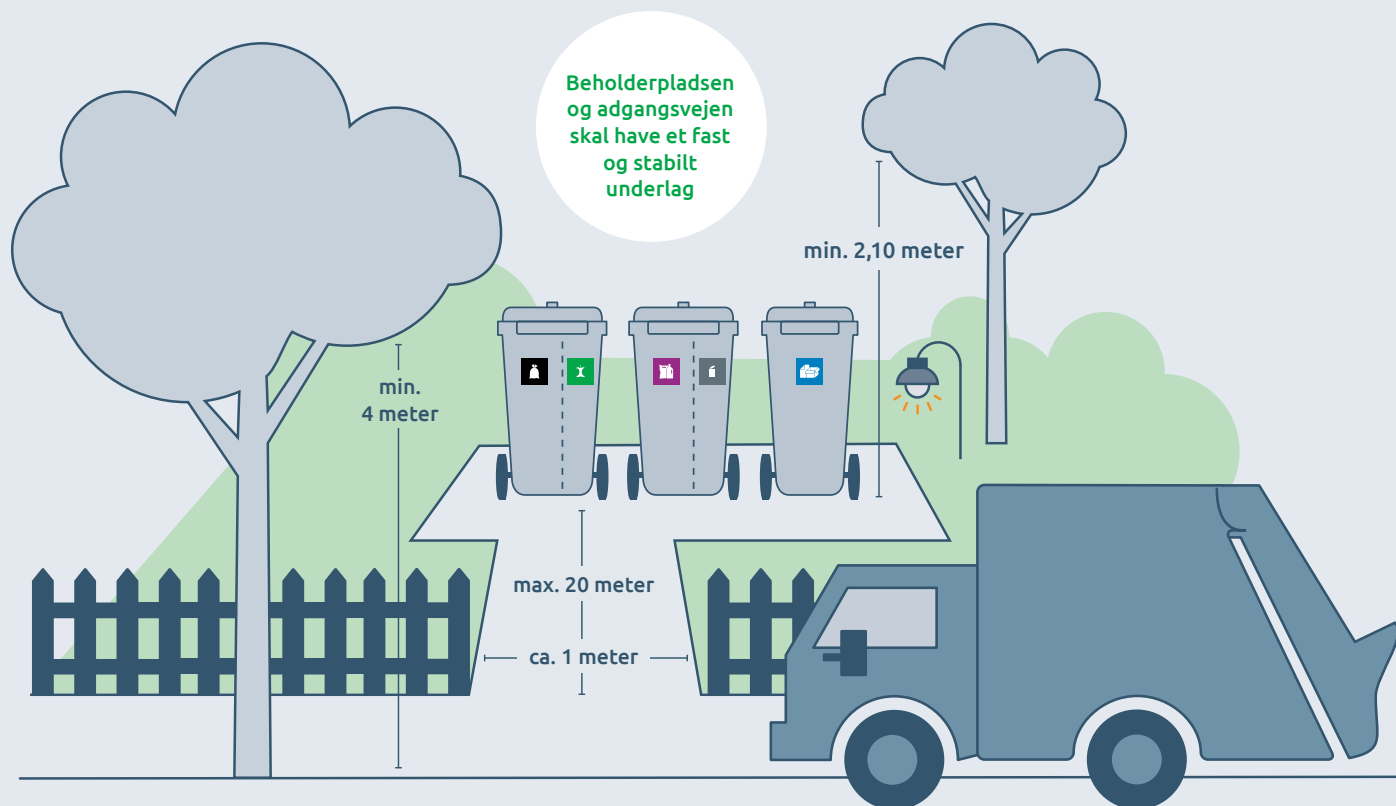 Beholderpladsen
og adgangsvejen
skal have et fast
og stabilt
underlag
min. 2,10 meter
min.
4 meter
max. 20 meter
ca. 1 meter